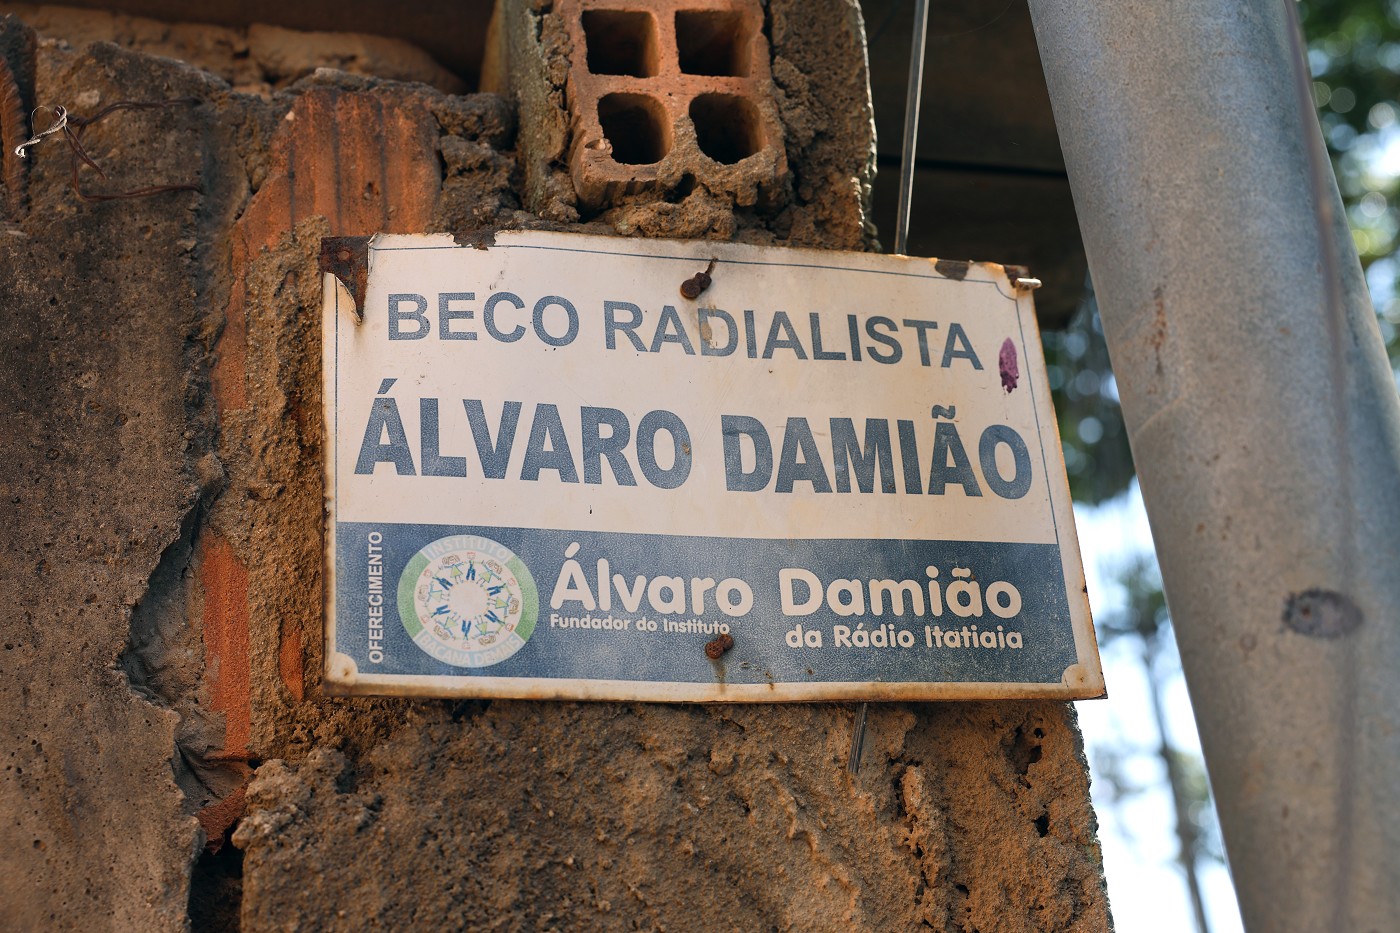 BECO RADIALISTA
ÁLVARO DAMIÃO
OFERECIMENTO
INSTITUTO
Álvaro Damião
Fundador do Instituto
da Rádio Itatiaia